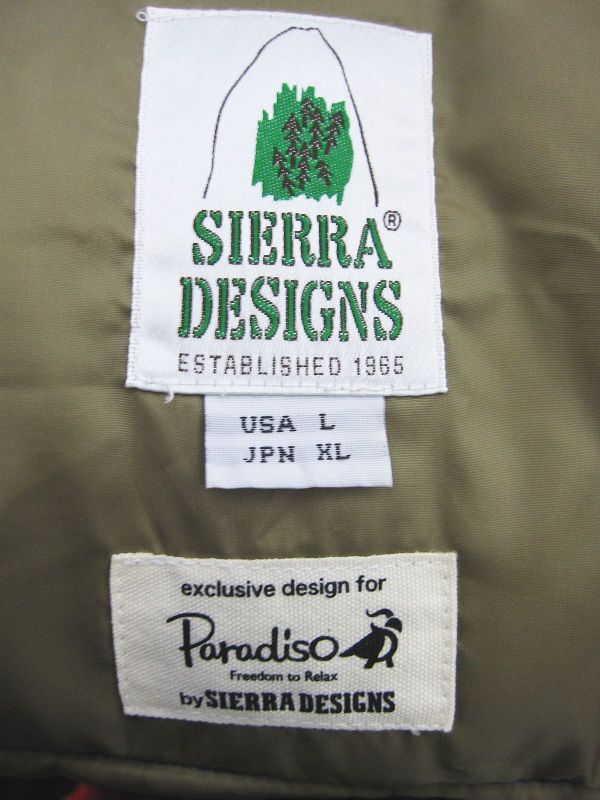 SIERRA®
DESIGNS
ESTABLISHED 1965
USA L
JPN XL
exclusive design for
Paradiso
Freedom to Relax
by SIERRA DESIGNS